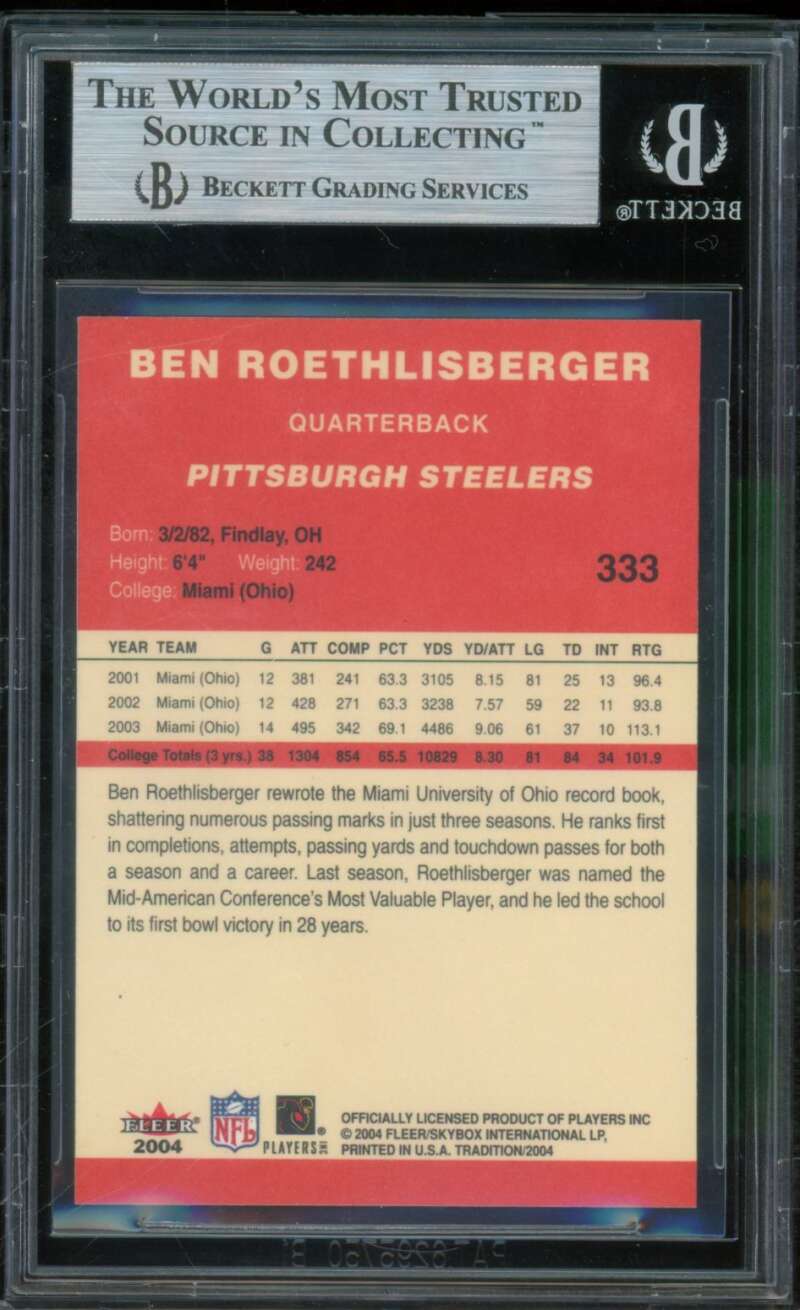 THE WORLD'S MOST TRUSTED
SOURCE IN COLLECTING™
B BECKETT GRADING SERVICES
B
BECKETT®
BEN ROETHLISBERGER
QUARTERBACK
PITTSBURGH STEELERS
Born: 3/2/82, Findlay, OH
Height: 6'4" Weight: 242
333
College: Miami (Ohio)
YEAR TEAM G ATT COMP PCT YDS YD/ATT LG TD INT RTG
2001 Miami (Ohio) 12 381 241 63.3 3105 8.15 81 25 13 96.4
2002 Miami (Ohio) 12 428 271 63.3 3238 7.57 59 22 11 93.8
2003 Miami (Ohio) 14 495 342 69.1 4486 9.06 61 37 10 113.1
College Totals (3 yrs.) 38 1304 854 65.5 10829 8.30 81 84 34 101.9
Ben Roethlisberger rewrote the Miami University of Ohio record book,
shattering numerous passing marks in just three seasons. He ranks first
in completions, attempts, passing yards and touchdown passes for both
a season and a career. Last season, Roethlisberger was named the
Mid-American Conference's Most Valuable Player, and he led the school
to its first bowl victory in 28 years.
FLEER®
2004
NFL
PLAYERS INC
®
OFFICIALLY LICENSED PRODUCT OF PLAYERS INC
© 2004 FLEER/SKYBOX INTERNATIONAL LP,
PRINTED IN U.S.A. TRADITION/2004